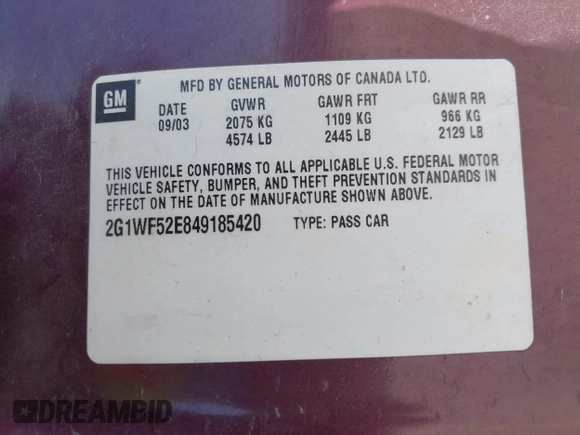 GM
MFD BY GENERAL MOTORS OF CANADA LTD.
DATE GVWR GAWR FRT GAWR RR
09/03 2075 KG 1109 KG 966 KG
4574 LB 2445 LB 2129 LB
THIS VEHICLE CONFORMS TO ALL APPLICABLE U.S. FEDERAL MOTOR
VEHICLE SAFETY, BUMPER, AND THEFT PREVENTION STANDARDS IN
EFFECT ON THE DATE OF MANUFACTURE SHOWN ABOVE.
2G1WF52E849185420 TYPE: PASS CAR
DREAMBID